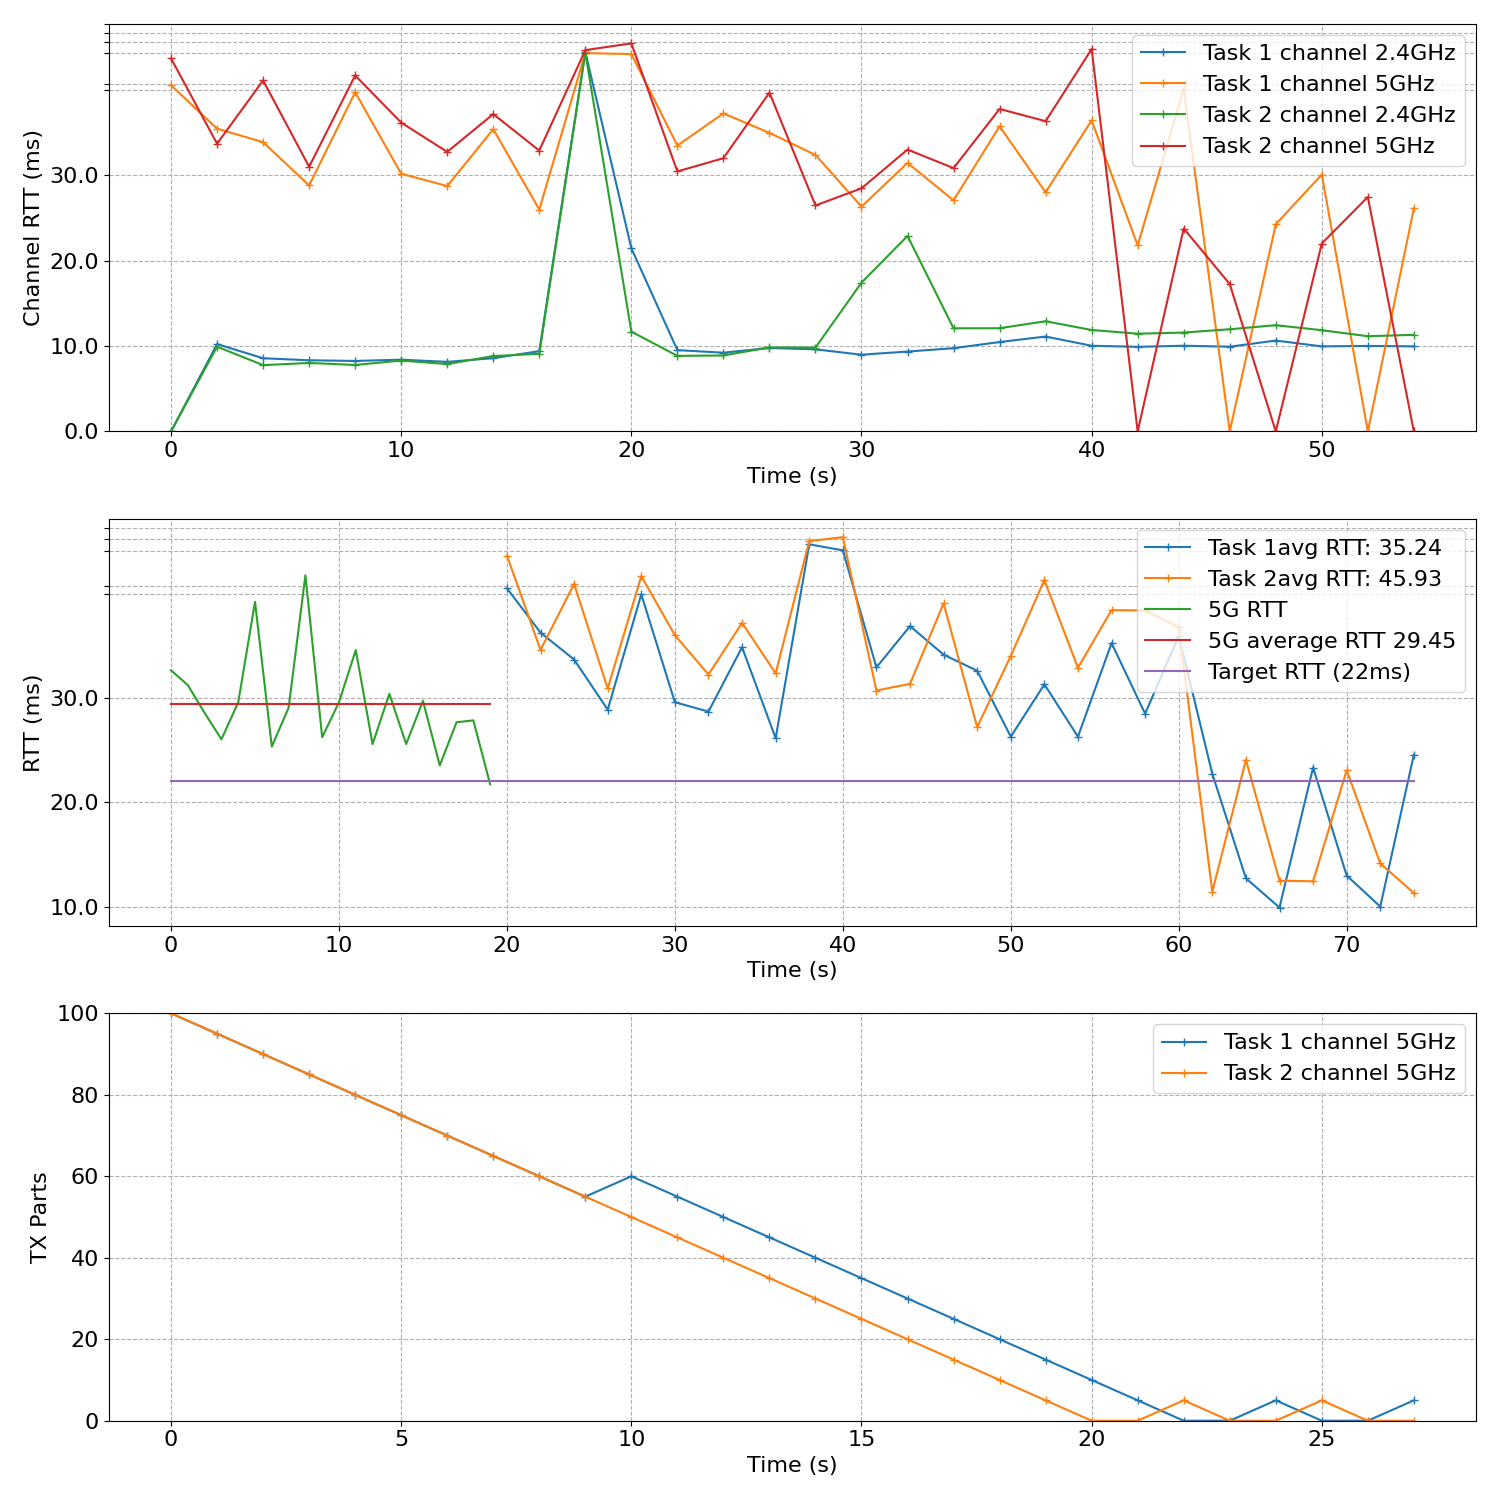 Channel RTT (ms)
30.0
20.0
10.0
0.0
Task 1 channel 2.4GHz
Task 1 channel 5GHz
Task 2 channel 2.4GHz
Task 2 channel 5GHz
0 10 20 30 40 50
Time (s)
RTT (ms)
30.0
20.0
10.0
Task 1avg RTT: 35.24
Task 2avg RTT: 45.93
5G RTT
5G average RTT 29.45
Target RTT (22ms)
0 10 20 30 40 50 60 70
Time (s)
TX Parts
100
80
60
40
20
0
Task 1 channel 5GHz
Task 2 channel 5GHz
0 5 10 15 20 25
Time (s)